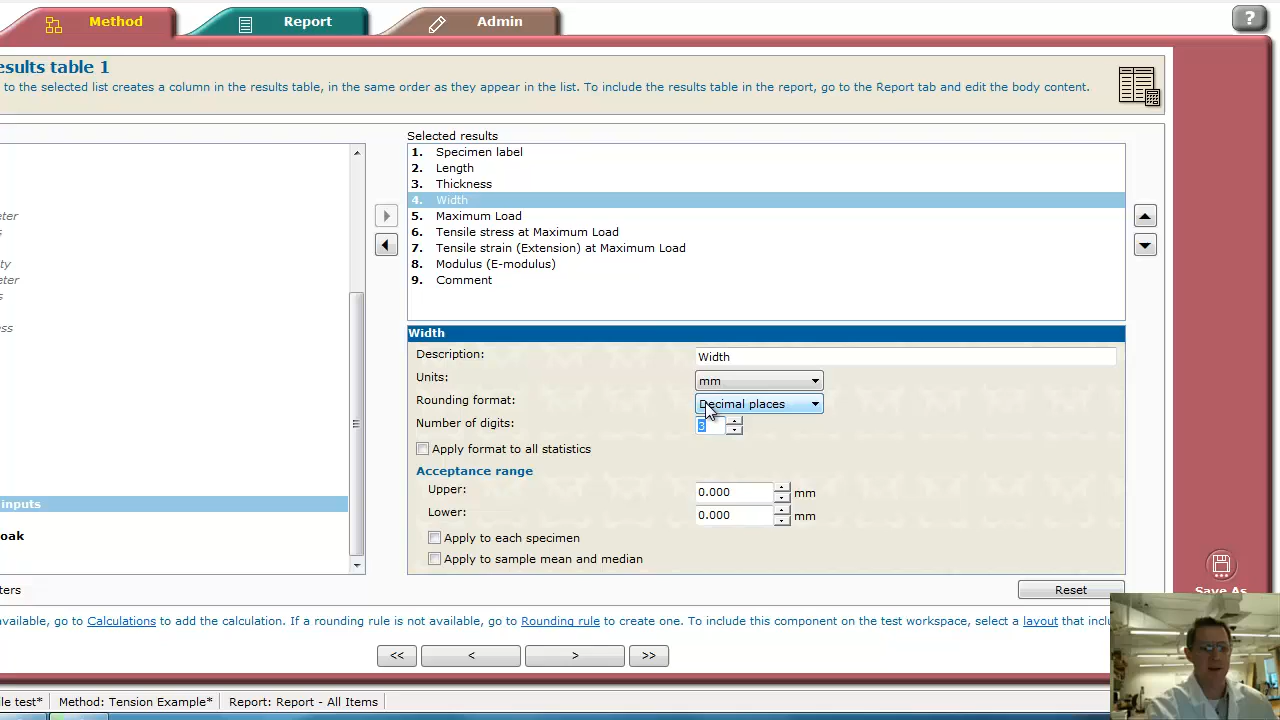 Method
Report
Admin
?
esults table 1
to the selected list creates a column in the results table, in the same order as they appear in the list. To include the results table in the report, go to the Report tab and edit the body content.
Selected results
1. Specimen label
2. Length
3. Thickness
4. Width
5. Maximum Load
6. Tensile stress at Maximum Load
7. Tensile strain (Extension) at Maximum Load
8. Modulus (E-modulus)
9. Comment
eter
s
ty
eter
s
ess
inputs
oak
ters
Width
Description: Width
Units: mm
Rounding format: Decimal places
Number of digits: 3
Apply format to all statistics
Acceptance range
Upper: 0.000 mm
Lower: 0.000 mm
Apply to each specimen
Apply to sample mean and median
Reset
Save As
vailable, go to Calculations to add the calculation. If a rounding rule is not available, go to Rounding rule to create one. To include this component on the test workspace, select a layout that inclu
<< < > >>
le test* Method: Tension Example* Report: Report - All Items